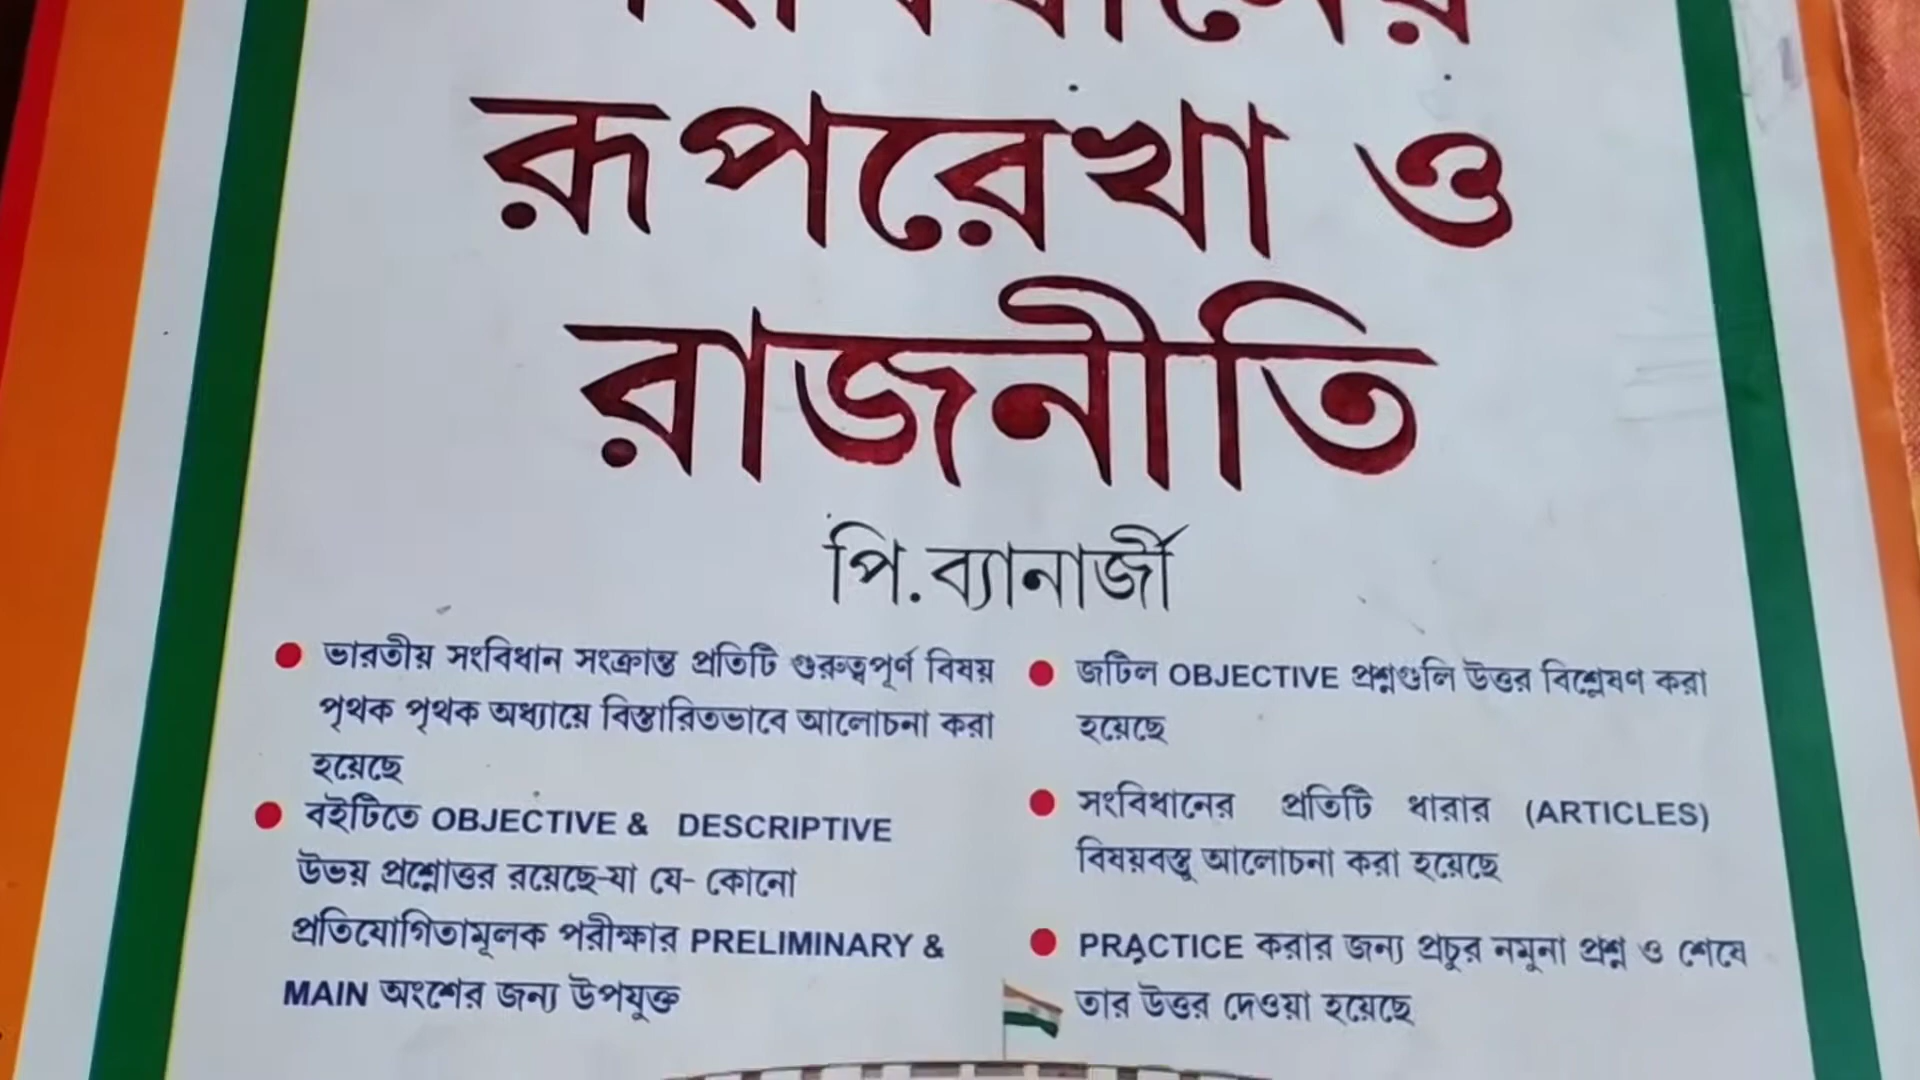 সংবিধানের
রূপরেখা ও
রাজনীতি
পি. ব্যানার্জী
● ভারতীয় সংবিধান সংক্রান্ত প্রতিটি গুরুত্বপূর্ণ বিষয়
পৃথক পৃথক অধ্যায়ে বিস্তারিতভাবে আলোচনা করা
হয়েছে
● বইটিতে OBJECTIVE & DESCRIPTIVE
উভয় প্রশ্নোত্তর রয়েছে-যা যে- কোনো
প্রতিযোগিতামূলক পরীক্ষার PRELIMINARY &
MAIN অংশের জন্য উপযুক্ত
● জটিল OBJECTIVE প্রশ্নগুলি উত্তর বিশ্লেষণ করা
হয়েছে
● সংবিধানের প্রতিটি ধারার (ARTICLES)
বিষয়বস্তু আলোচনা করা হয়েছে
● PRACTICE করার জন্য প্রচুর নমুনা প্রশ্ন ও শেষে
তার উত্তর দেওয়া হয়েছে